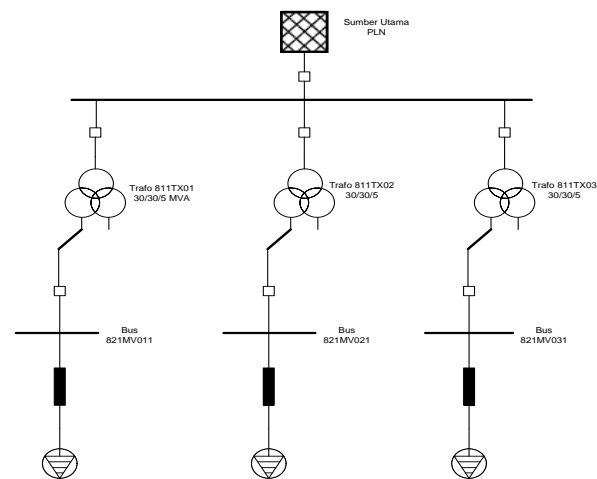 Sumber Utama
PLN
Trafo 811TX01
30/30/5 MVA
Trafo 811TX02
30/30/5
Trafo 811TX03
30/30/5
Bus
821MV011
Bus
821MV021
Bus
821MV031